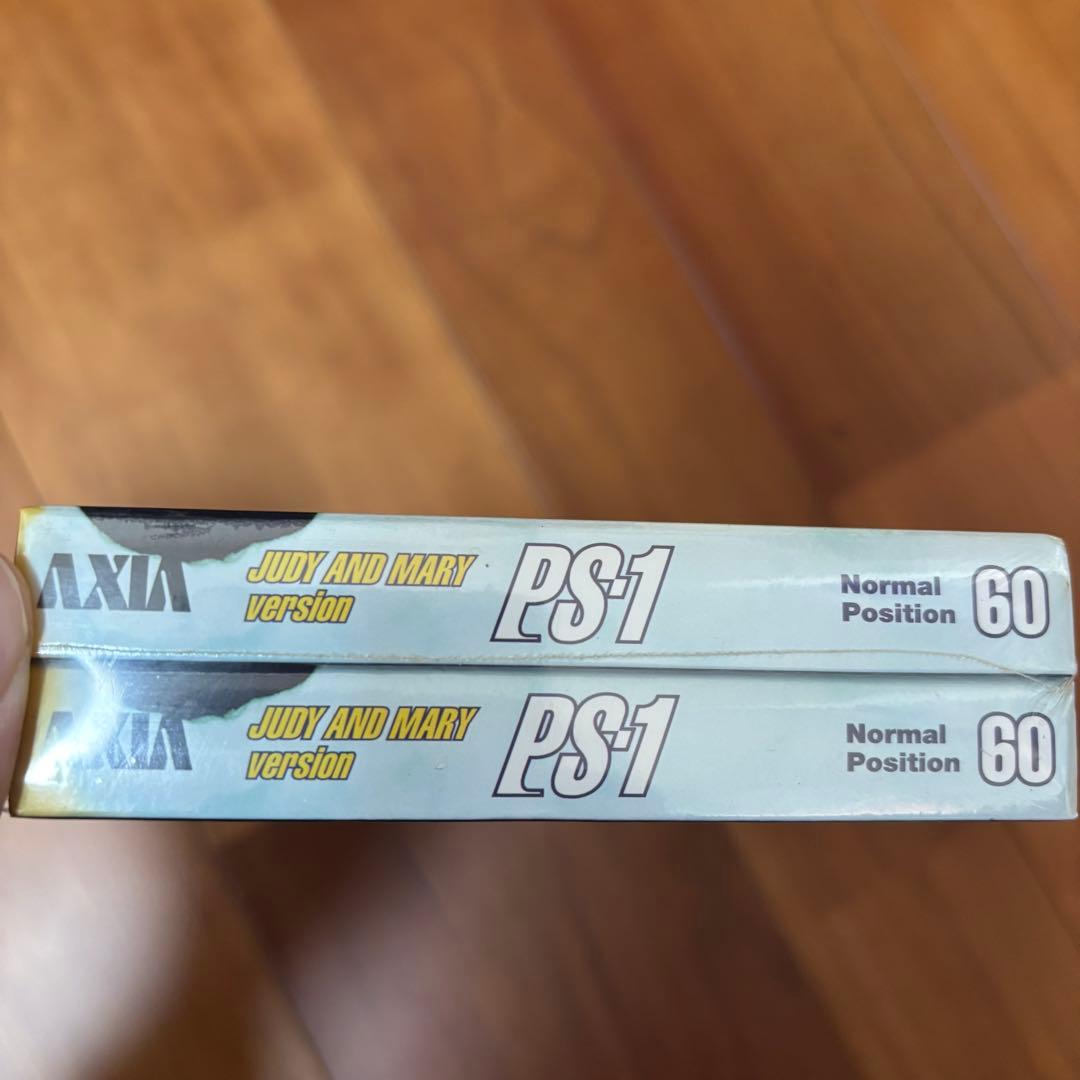 AXIA
JUDY AND MARY
version
PS-1
Normal
Position
60
AXIA
JUDY AND MARY
version
PS-1
Normal
Position
60